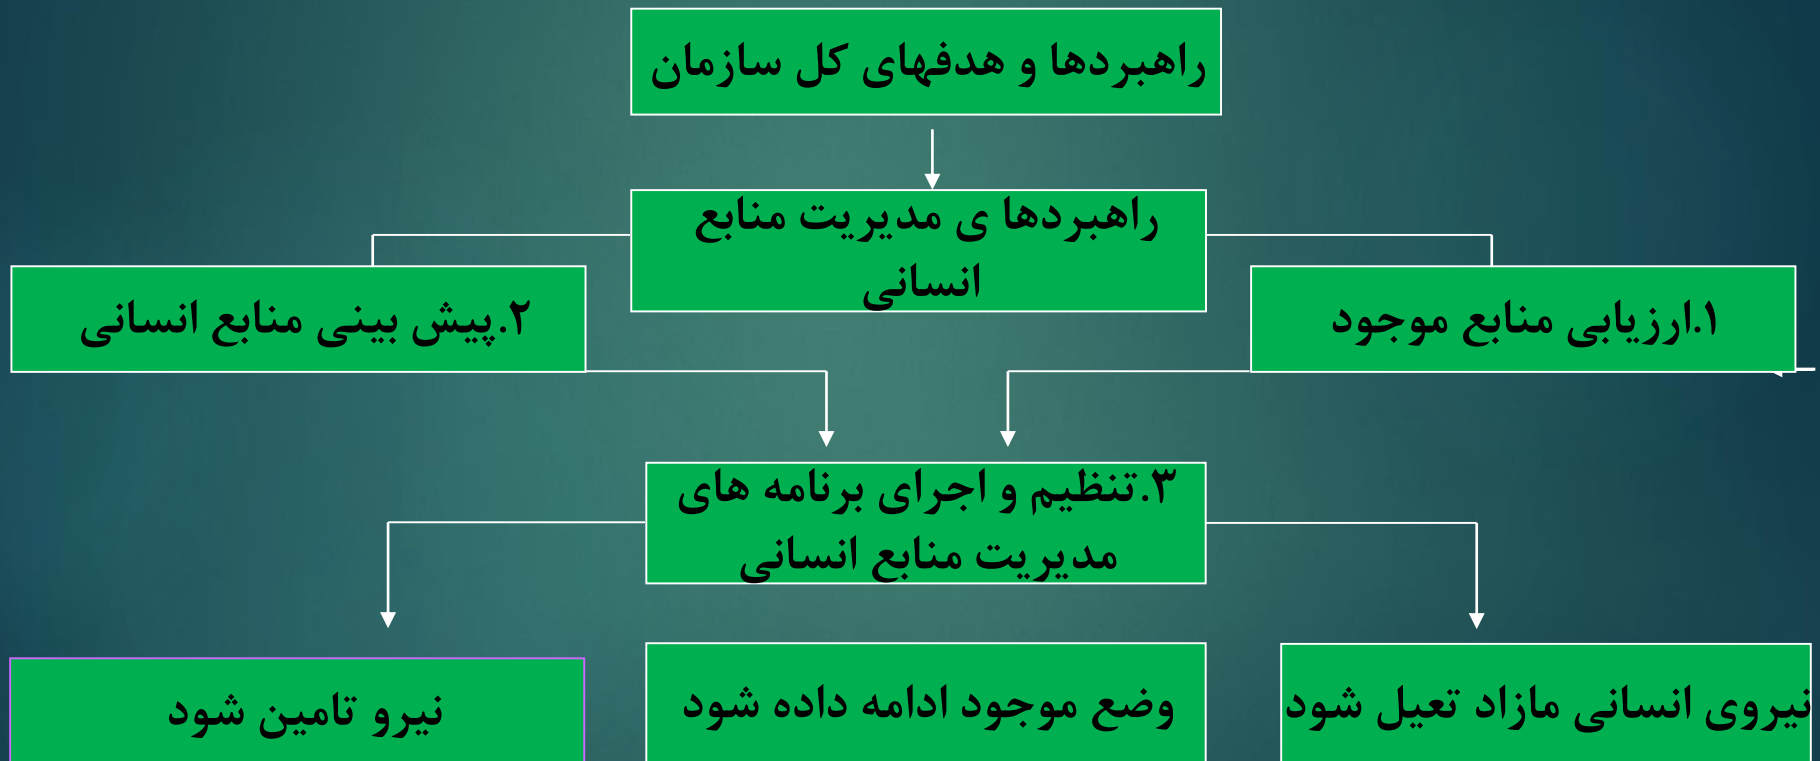 راهبردها و هدفهای کل سازمان
راهبردها ی مدیریت منابع
انسانی
۱.ارزیابی منابع موجود
۲.پیش بینی منابع انسانی
۳.تنظیم و اجرای برنامه های
مدیریت منابع انسانی
نیروی انسانی مازاد تعیل شود
وضع موجود ادامه داده شود
نیرو تامین شود